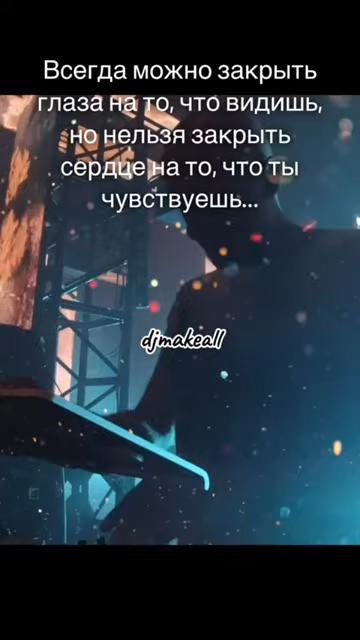 Всегда можно закрыть
глаза на то, что видишь,
но нельзя закрыть
сердце на то, что ты
чувствуешь...
djmakeall